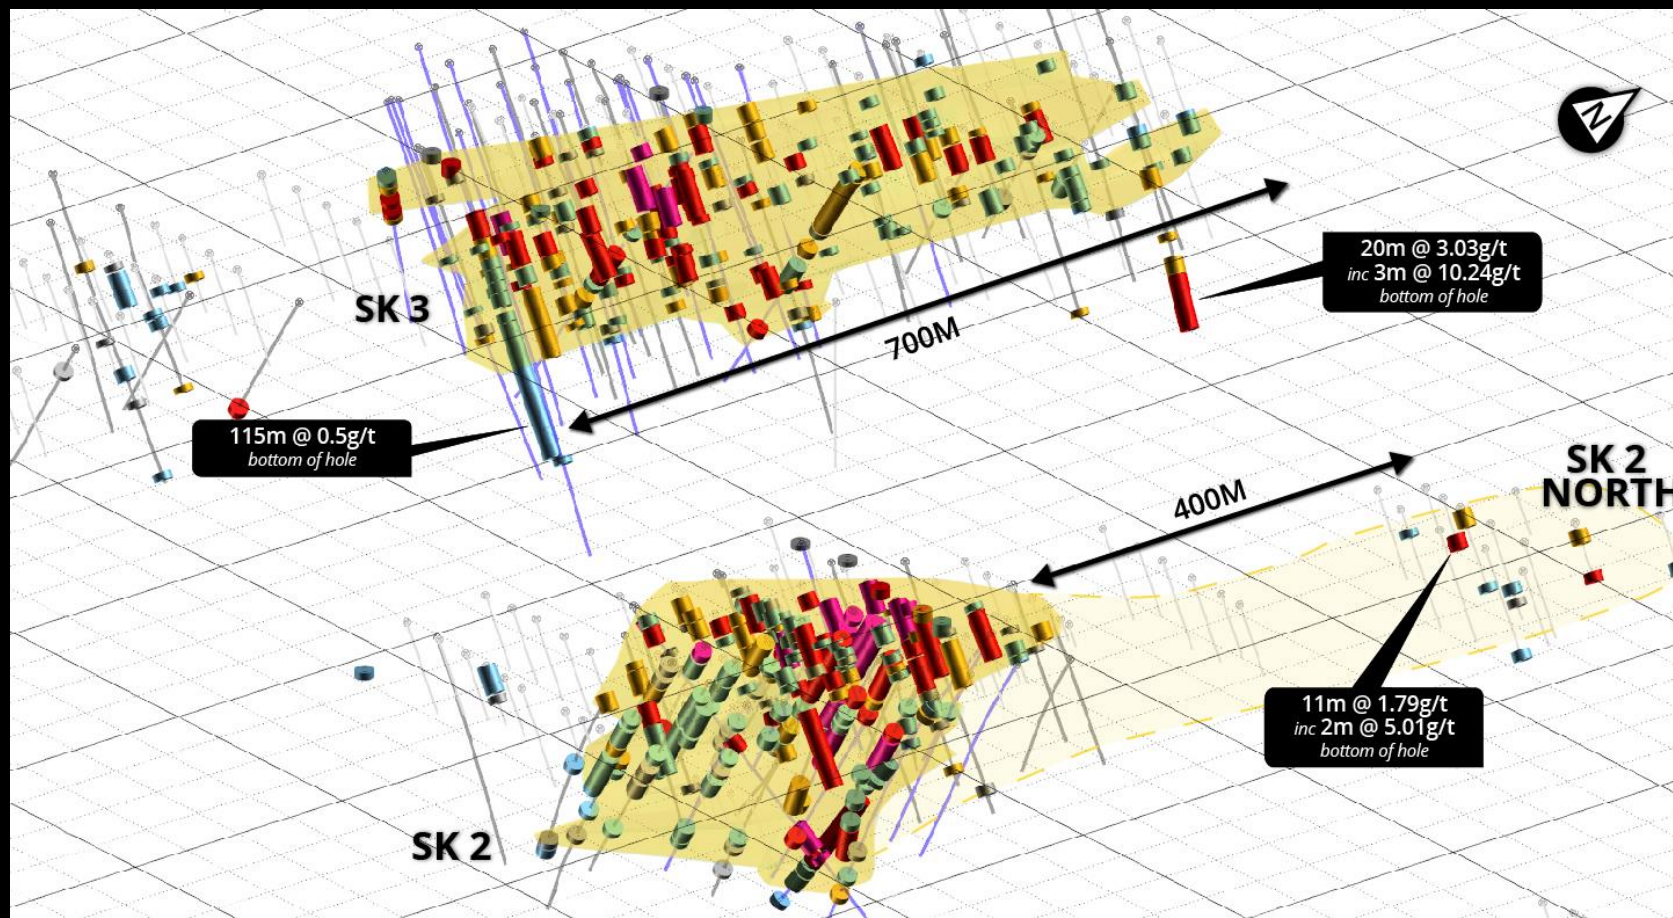 N
SK 3
20m @ 3.03g/t
inc 3m @ 10.24g/t
bottom of hole
700M
115m @ 0.5g/t
bottom of hole
SK 2
NORTH
400M
11m @ 1.79g/t
inc 2m @ 5.01g/t
bottom of hole
SK 2